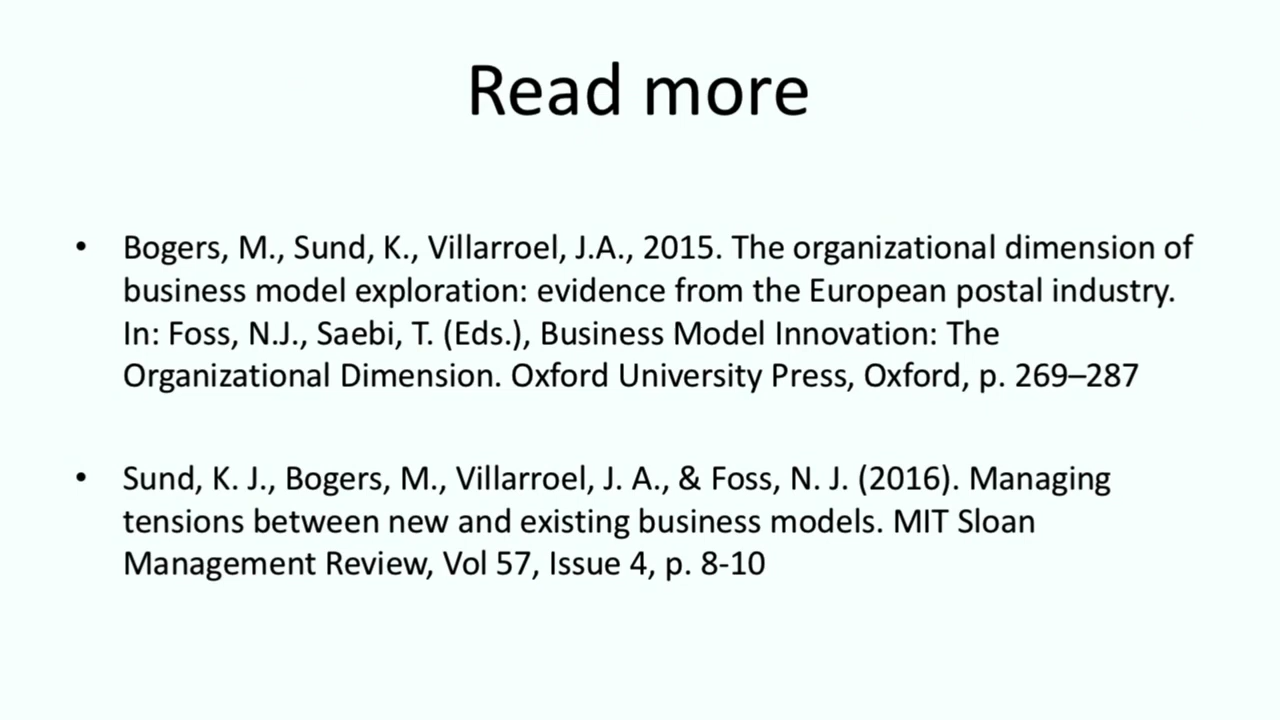 Read more
• Bogers, M., Sund, K., Villarroel, J.A., 2015. The organizational dimension of
business model exploration: evidence from the European postal industry.
In: Foss, N.J., Saebi, T. (Eds.), Business Model Innovation: The
Organizational Dimension. Oxford University Press, Oxford, p. 269–287
• Sund, K. J., Bogers, M., Villarroel, J. A., & Foss, N. J. (2016). Managing
tensions between new and existing business models. MIT Sloan
Management Review, Vol 57, Issue 4, p. 8-10